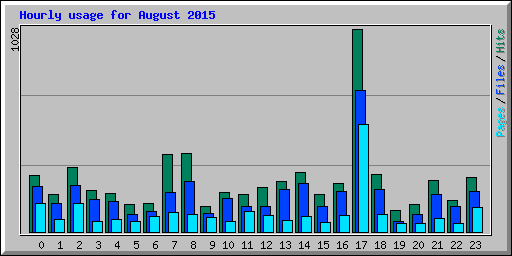 Hourly usage for August 2015
1028
Pages / Files / Hits
0 1 2 3 4 5 6 7 8 9 10 11 12 13 14 15 16 17 18 19 20 21 22 23